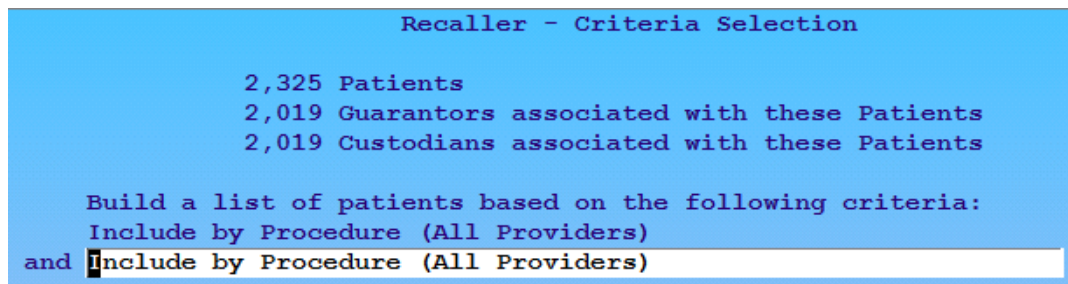 Recaller - Criteria Selection
2,325 Patients
2,019 Guarantors associated with these Patients
2,019 Custodians associated with these Patients
Build a list of patients based on the following criteria:
Include by Procedure (All Providers)
and Include by Procedure (All Providers)